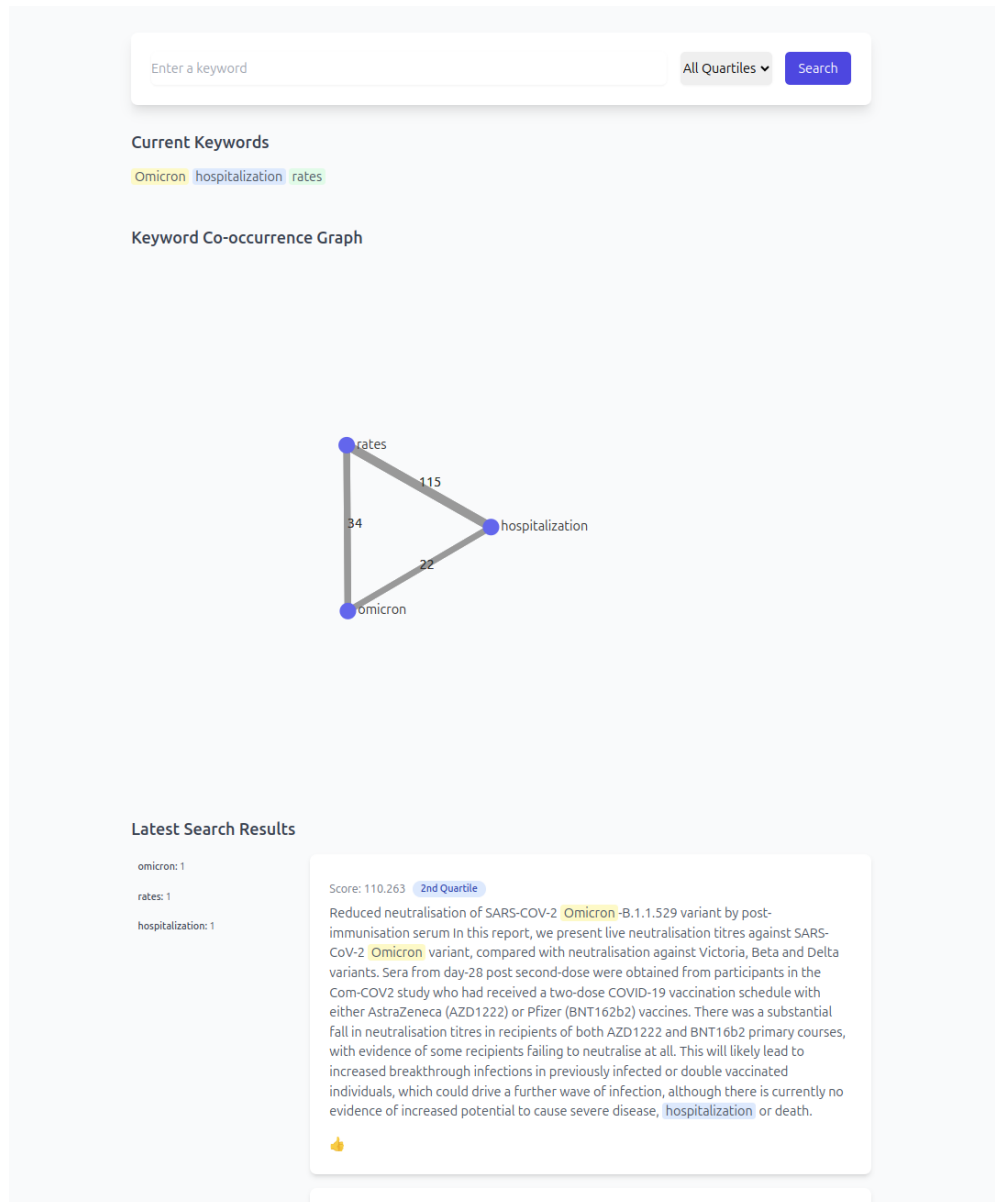 Enter a keyword
All Quartiles
Search
Current Keywords
Omicron hospitalization rates
Keyword Co-occurrence Graph
rates
115
34
hospitalization
22
omicron
Latest Search Results
omicron: 1
rates: 1
hospitalization: 1
Score: 110.263 2nd Quartile
Reduced neutralisation of SARS-COV-2 Omicron -B.1.1.529 variant by post-
immunisation serum In this report, we present live neutralisation titres against SARS-
CoV-2 Omicron variant, compared with neutralisation against Victoria, Beta and Delta
variants. Sera from day-28 post second-dose were obtained from participants in the
Com-COV2 study who had received a two-dose COVID-19 vaccination schedule with
either AstraZeneca (AZD1222) or Pfizer (BNT162b2) vaccines. There was a substantial
fall in neutralisation titres in recipients of both AZD1222 and BNT16b2 primary courses,
with evidence of some recipients failing to neutralise at all. This will likely lead to
increased breakthrough infections in previously infected or double vaccinated
individuals, which could drive a further wave of infection, although there is currently no
evidence of increased potential to cause severe disease, hospitalization or death.